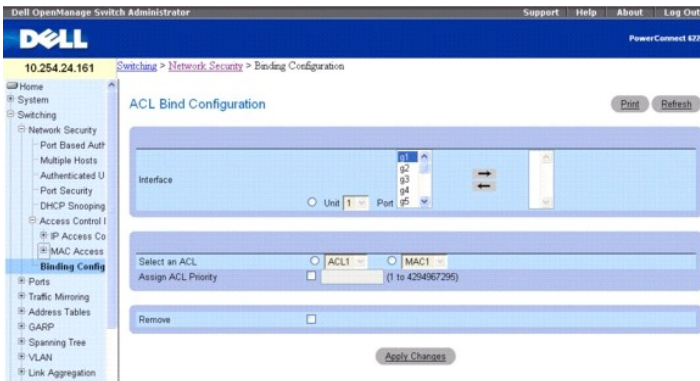 Dell OpenManage Switch Administrator
Support Help About Log Out
DELL
PowerConnect 622
10.254.24.161
Switching > Network Security > Binding Configuration
Home
System
Switching
Network Security
Port Based Auth
Multiple Hosts
Authenticated U
Port Security
DHCP Snooping
Access Control I
IP Access Co
MAC Access
Binding Config
Ports
Traffic Mirroring
Address Tables
GARP
Spanning Tree
VLAN
Link Aggregation
ACL Bind Configuration
Print Refresh
Interface
Unit 1 Port
g1
g2
g3
g4
g5
Select an ACL ACL1 MAC1
Assign ACL Priority (1 to 4294967295)
Remove
Apply Changes